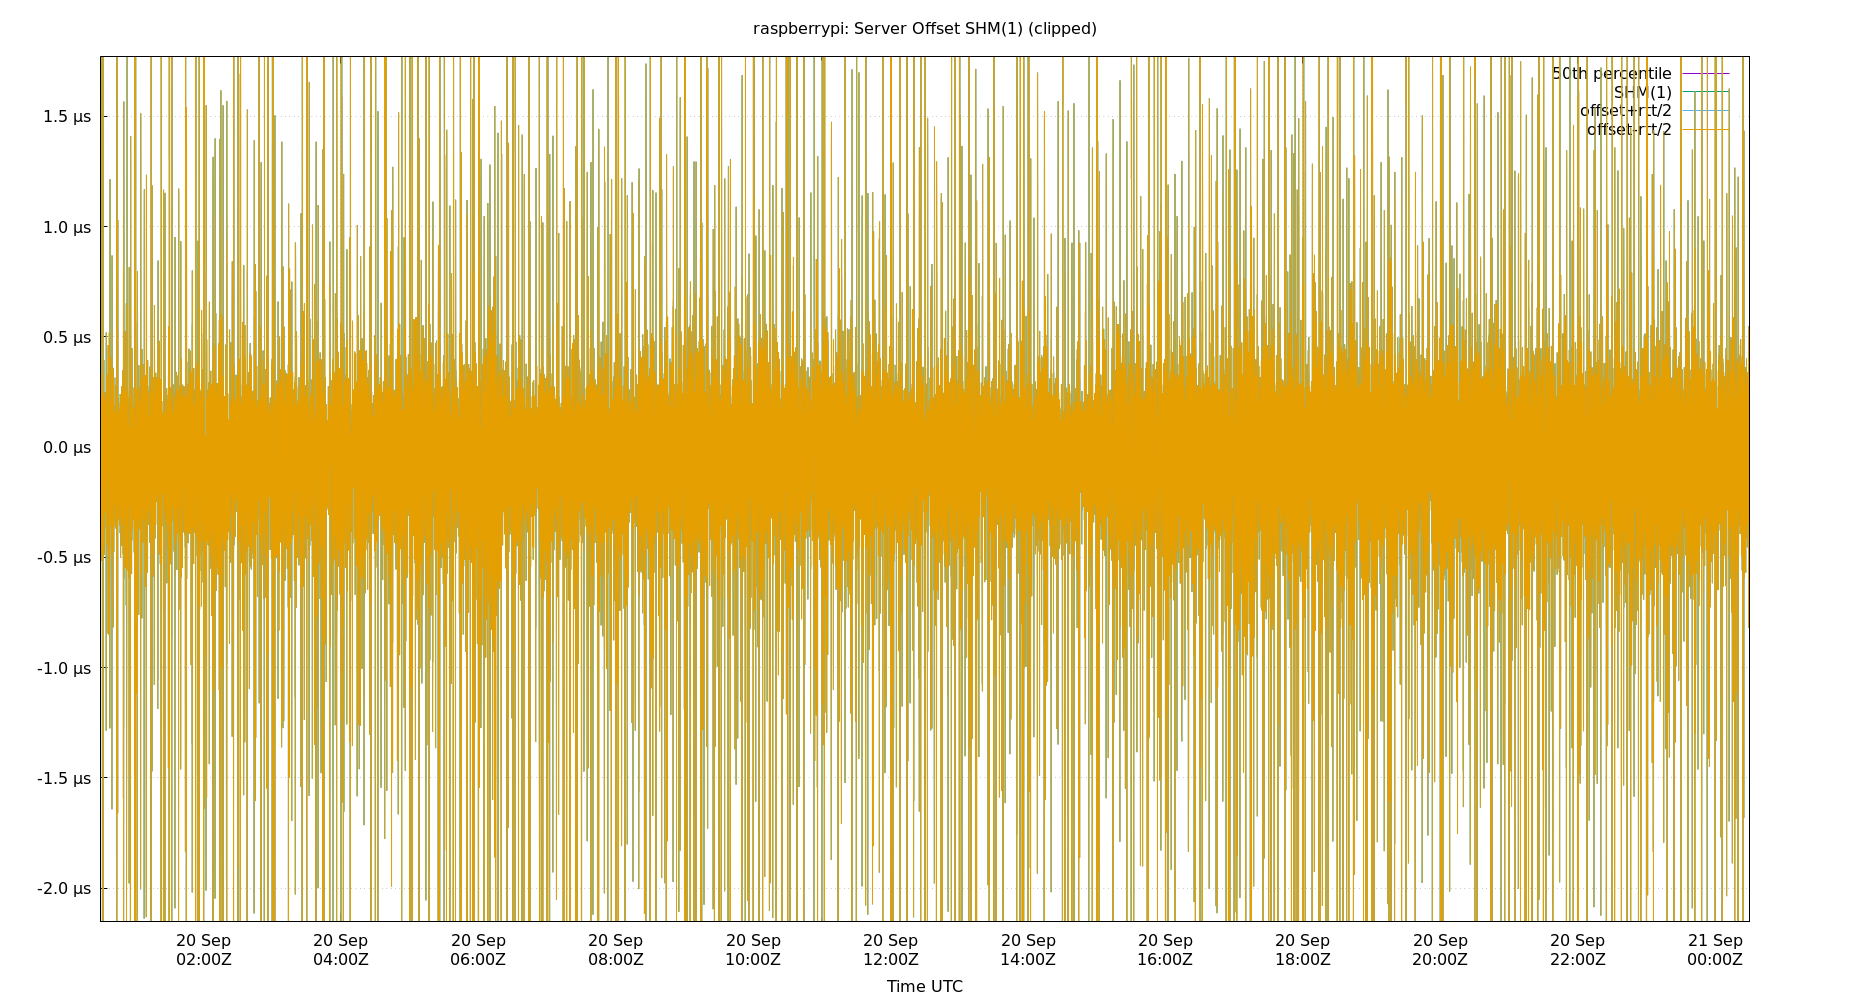 raspberrypi: Server Offset SHM(1) (clipped)
50th percentile
SHM(1)
offset+rtt/2
offset-rtt/2
1.5 µs
1.0 µs
0.5 µs
0.0 µs
-0.5 µs
-1.0 µs
-1.5 µs
-2.0 µs
20 Sep 20 Sep 20 Sep 20 Sep 20 Sep 20 Sep 20 Sep 20 Sep 20 Sep 20 Sep 20 Sep 21 Sep
02:00Z 04:00Z 06:00Z 08:00Z 10:00Z 12:00Z 14:00Z 16:00Z 18:00Z 20:00Z 22:00Z 00:00Z
Time UTC